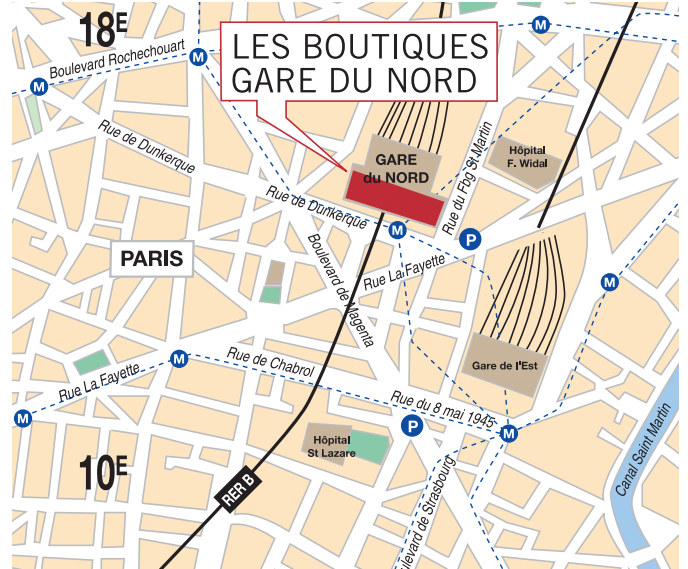 18E
LES BOUTIQUES
GARE DU NORD
M
M
M
Boulevard Rochechouart
Rue de Dunkerque
GARE
du NORD
Rue du Fbg St Martin
Hôpital
F. Widal
Rue de Dunkerque
M
P
PARIS
Boulevard de Magenta
Rue La Fayette
M
Gare de l'Est
M
Rue de Chabrol
Rue La Fayette
M
Rue du 8 mai 1945
P
M
Hôpital
St Lazare
10E
RER B
ulevard de Strasbourg
Canal Saint Martin